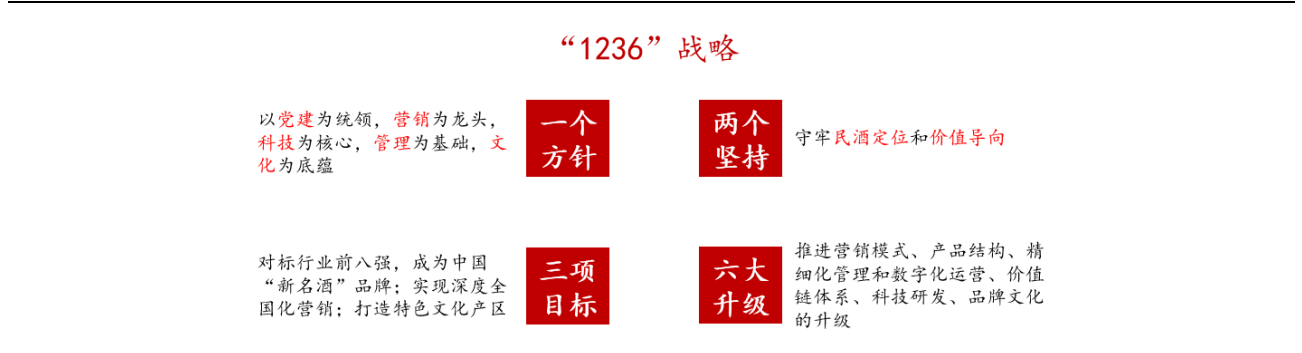 “1236”战略
以党建为统领，营销为龙头，
科技为核心，管理为基础，文
化为底蕴
一个
方针
两个
坚持
守牢民酒定位和价值导向
对标行业前八强，成为中国
“新名酒”品牌；实现深度全
国化营销；打造特色文化产区
三项
目标
六大
升级
推进营销模式、产品结构、精
细化管理和数字化运营、价值
链体系、科技研发、品牌文化
的升级